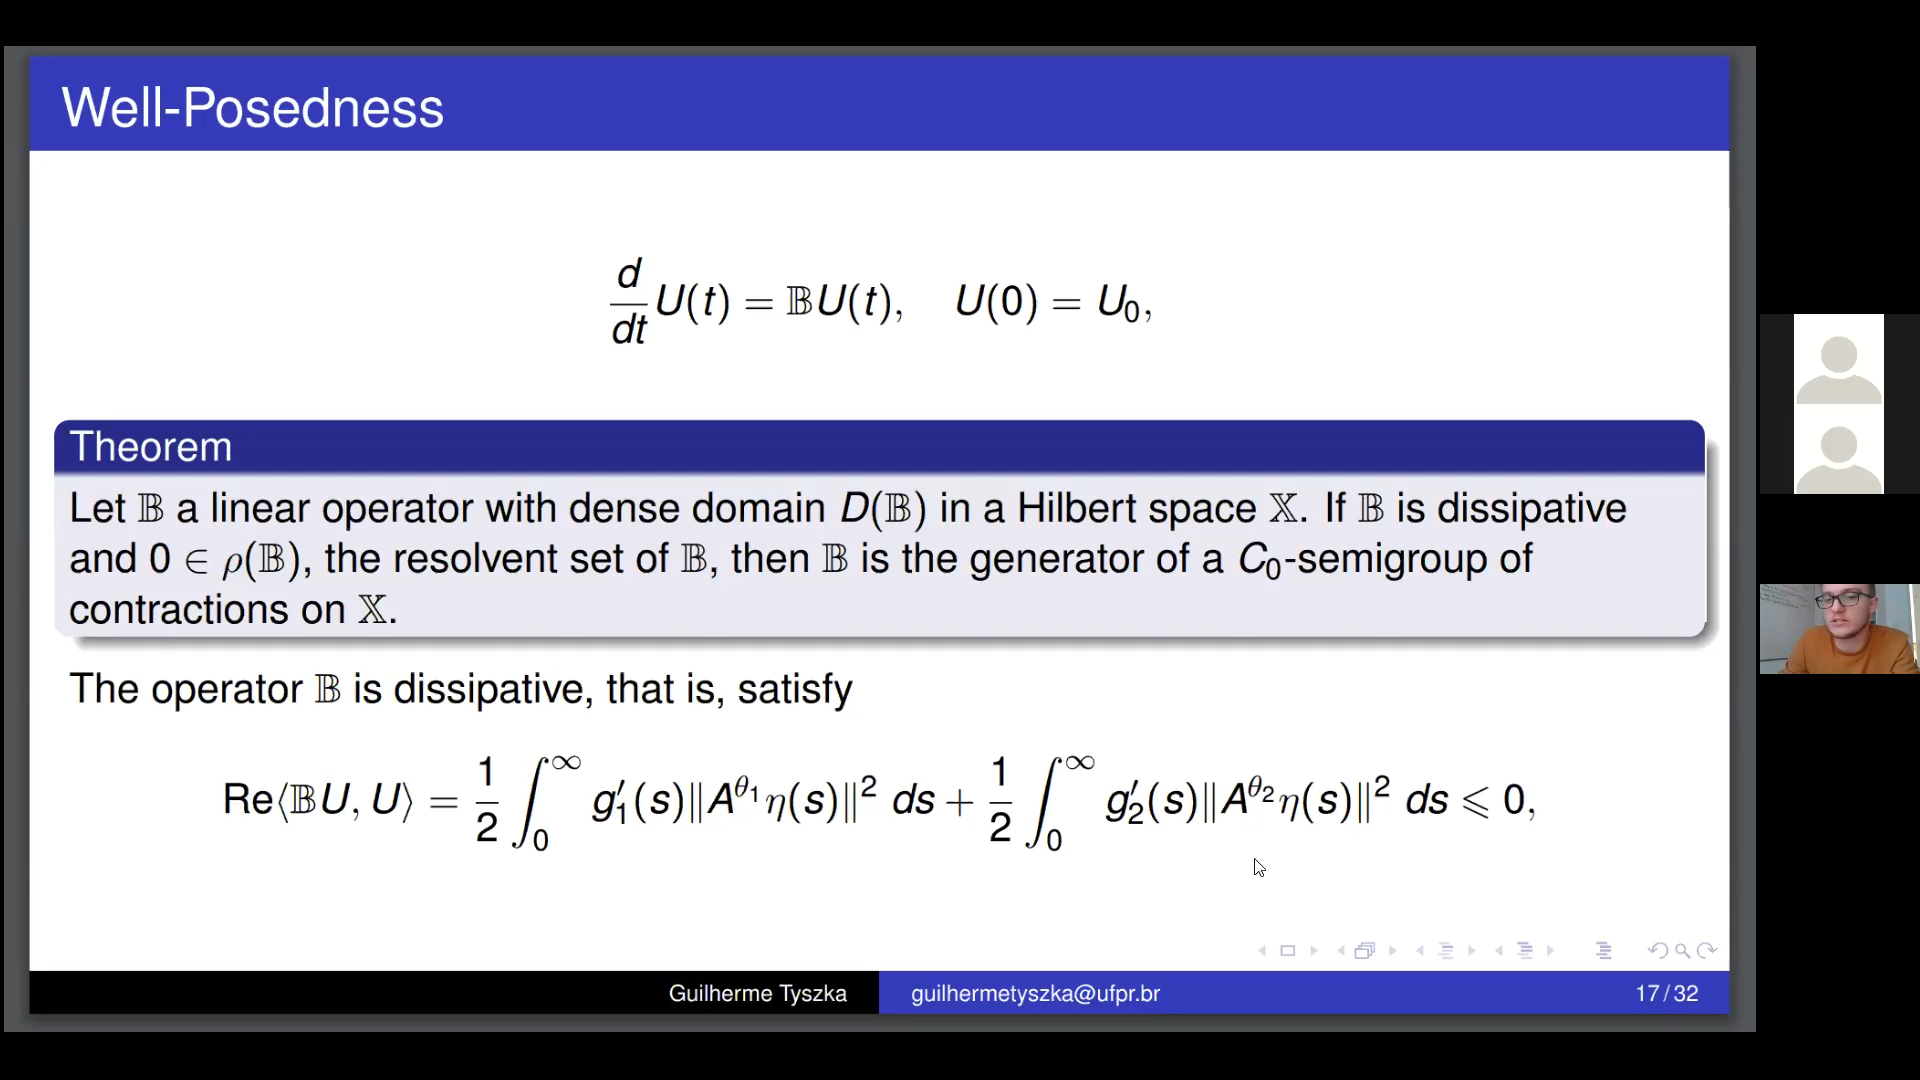 Well-Posedness
d/dt U(t) = 𝔹U(t), U(0) = U₀,
Theorem
Let 𝔹 a linear operator with dense domain D(𝔹) in a Hilbert space 𝕏. If 𝔹 is dissipative
and 0 ∈ ρ(𝔹), the resolvent set of 𝔹, then 𝔹 is the generator of a C₀-semigroup of
contractions on 𝕏.
The operator 𝔹 is dissipative, that is, satisfy
Re⟨𝔹U, U⟩ = 1/2 ∫₀^∞ g₁′(s)‖A^θ₁ η(s)‖² ds + 1/2 ∫₀^∞ g₂′(s)‖A^θ₂ η(s)‖² ds ⩽ 0,
Guilherme Tyszka guilhermetyszka@ufpr.br 17 / 32